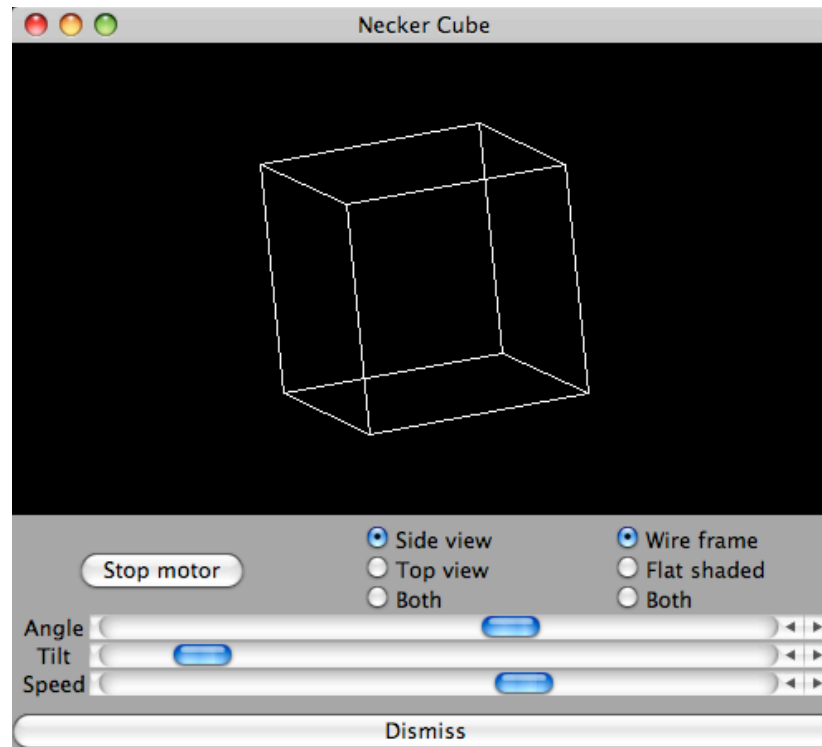 Necker Cube
Stop motor
Side view
Top view
Both
Wire frame
Flat shaded
Both
Angle
Tilt
Speed
Dismiss